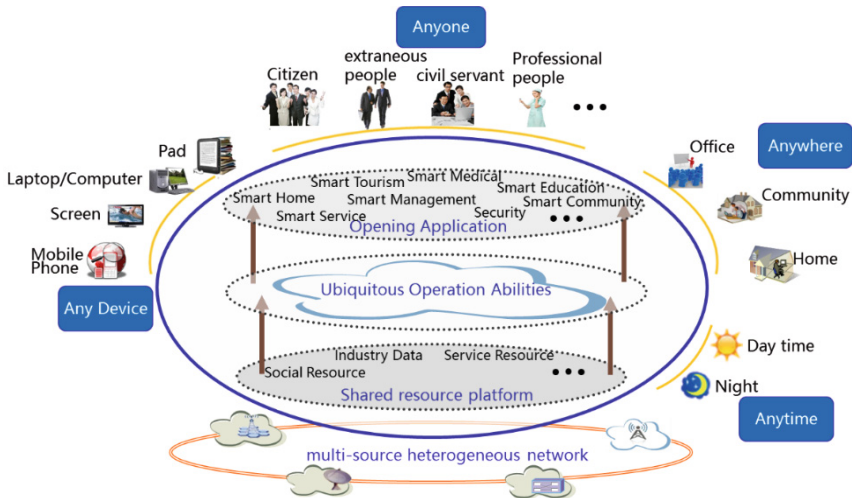 Anyone
Citizen
extraneous
people
civil servant
Professional
people
Pad
Laptop/Computer
Screen
Mobile
Phone
Any Device
Office
Anywhere
Community
Home
Smart Tourism
Smart Medical
Smart Home
Smart Management
Smart Education
Smart Service
Security
Smart Community
Opening Application
Ubiquitous Operation Abilities
Industry Data
Service Resource
Social Resource
Shared resource platform
Day time
Night
Anytime
multi-source heterogeneous network